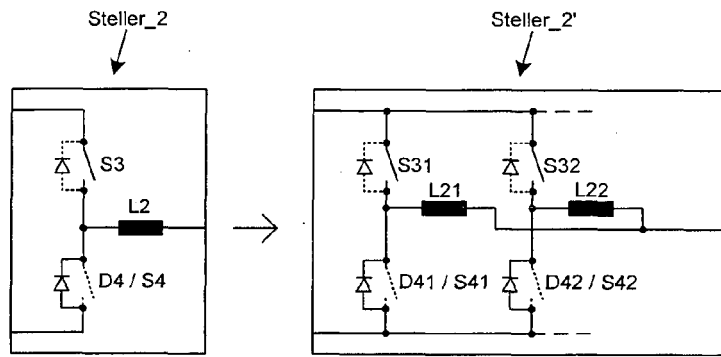 Steller_2
Steller_2'
S3
L2
D4 / S4
S31
S32
L21
L22
D41 / S41
D42 / S42